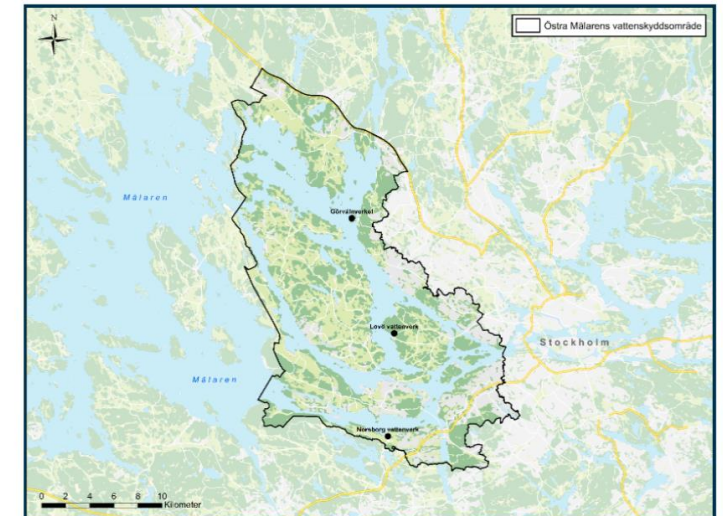 N
Östra Mälarens vattenskyddsområde
Mälaren
Görvälnverket
Lovö vattenverk
Stockholm
Mälaren
Norsborg vattenverk
0 2 4 6 8 10
Kilometer